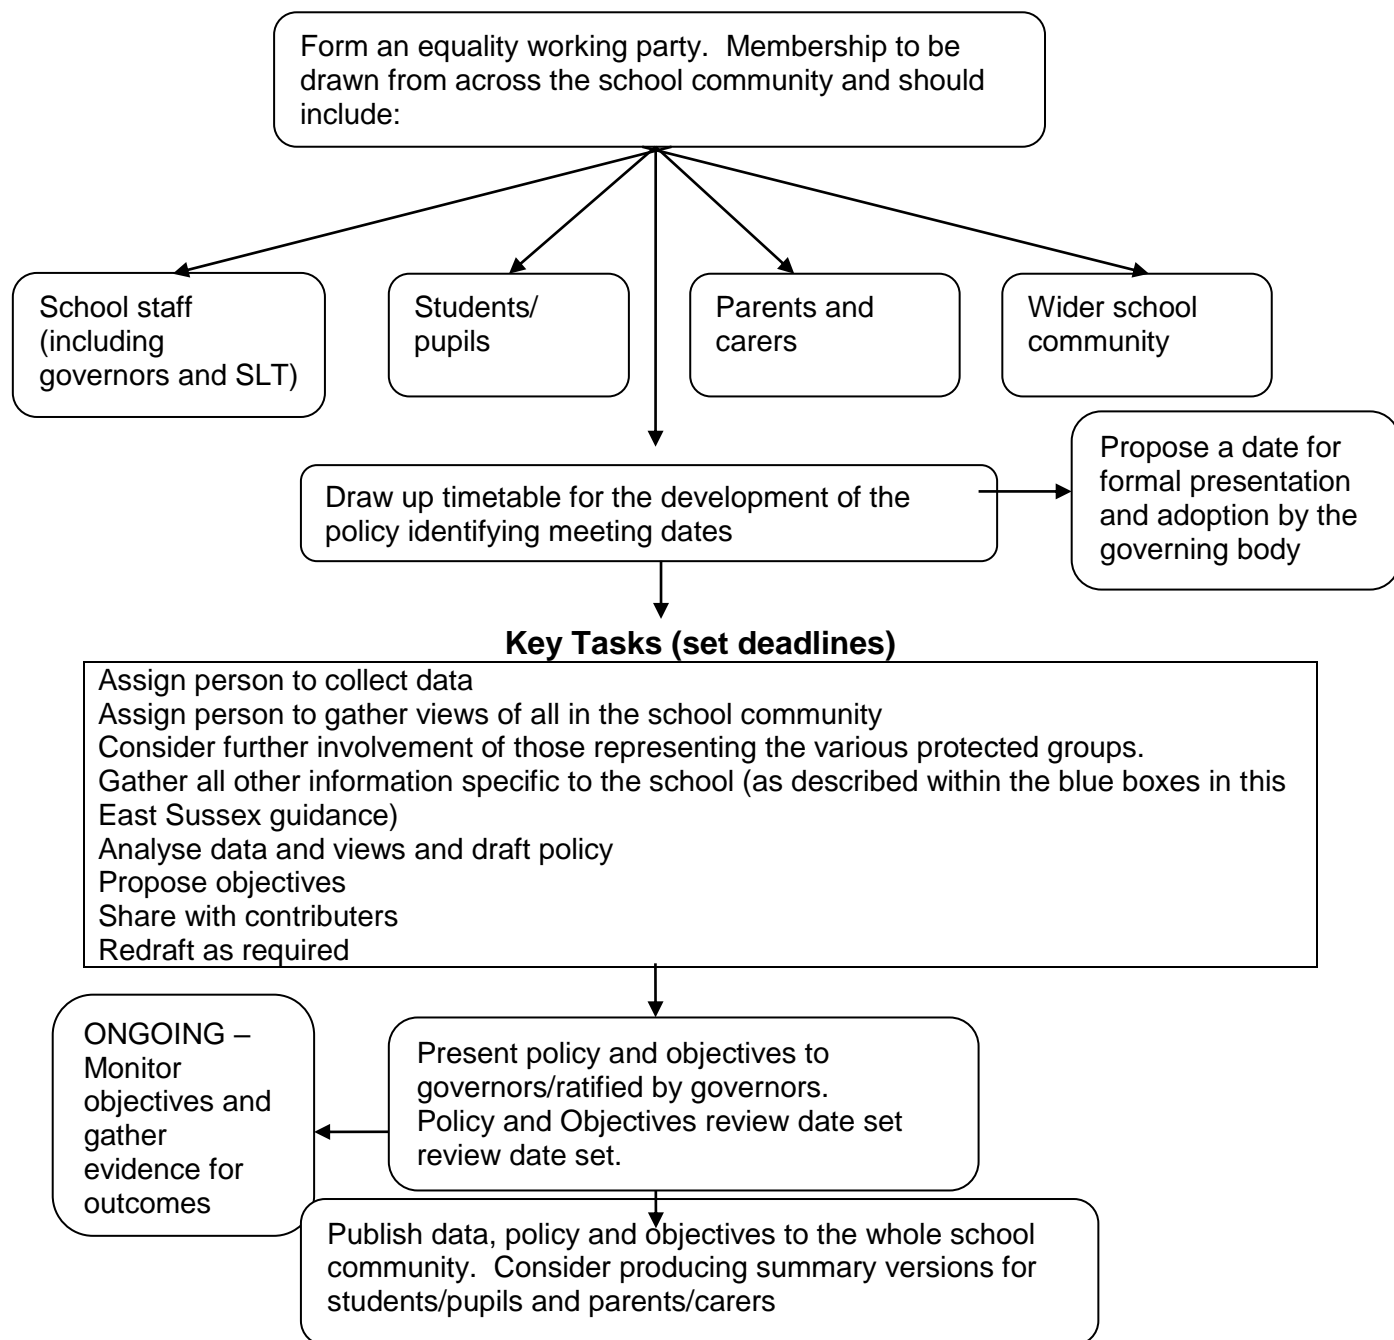 Form an equality working party.  Membership to be
drawn from across the school community and should
include:
School staff
(including
governors and SLT)
Students/
pupils
Parents and
carers
Wider school
community
Propose a date for
formal presentation
and adoption by the
governing body
Draw up timetable for the development of the
policy identifying meeting dates
Key Tasks (set deadlines)
Assign person to collect data
Assign person to gather views of all in the school community
Consider further involvement of those representing the various protected groups.
Gather all other information specific to the school (as described within the blue boxes in this
East Sussex guidance)
Analyse data and views and draft policy
Propose objectives
Share with contributers
Redraft as required
ONGOING –
Monitor
objectives and
gather
evidence for
outcomes
Present policy and objectives to
governors/ratified by governors.
Policy and Objectives review date set
review date set.
Publish data, policy and objectives to the whole school
community.  Consider producing summary versions for
students/pupils and parents/carers